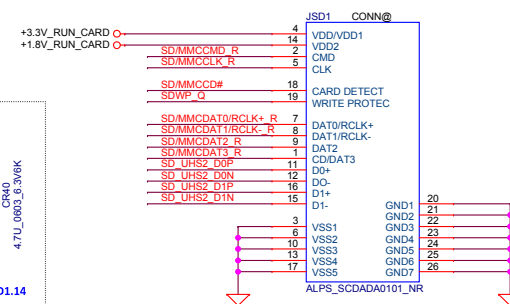 JSD1 CONN@
+3.3V_RUN_CARD 4 VDD/VDD1
+1.8V_RUN_CARD 14 VDD2
SD/MMCCMD_R 2 CMD
SD/MMCCLK_R 5 CLK
SD/MMCCD# 18 CARD DETECT
SDWP_Q 19 WRITE PROTEC
SD/MMCDAT0/RCLK+_R 7 DAT0/RCLK+
SD/MMCDAT1/RCLK-_R 8 DAT1/RCLK-
SD/MMCDAT2_R 9 DAT2
SD/MMCDAT3_R 1 CD/DAT3
SD_UHS2_D0P 11 D0+
SD_UHS2_D0N 12 DO-
SD_UHS2_D1P 16 D1+
SD_UHS2_D1N 15 D1-
GND1 20
GND2 21
3 VSS1 GND3 22
6 VSS2 GND4 23
10 VSS3 GND5 24
13 VSS4 GND6 25
17 VSS5 GND7 26
ALPS_SCDADA0101_NR
CR40
4.7U_0603_6.3V6K
D1.14